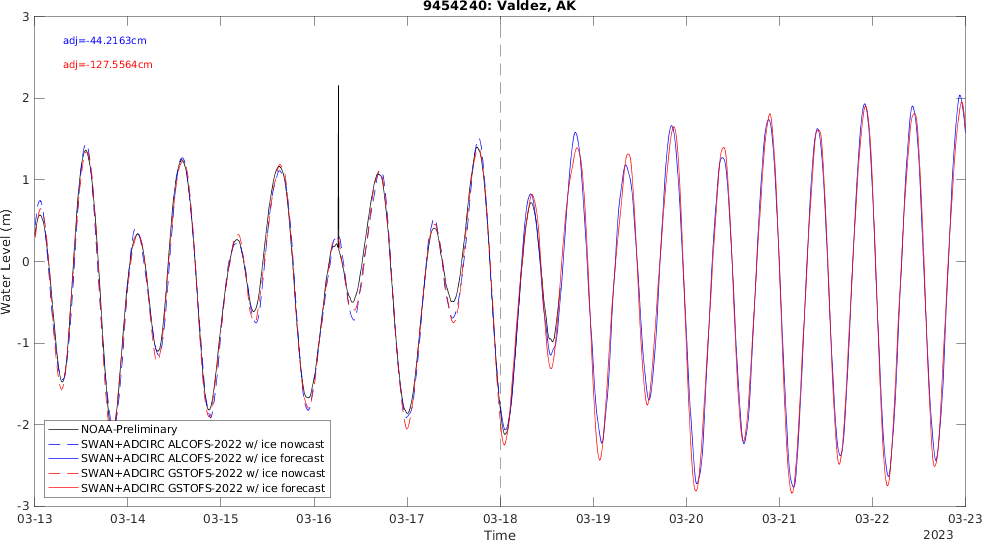 9454240: Valdez, AK
adj=-44.2163cm
adj=-127.5564cm
Water Level (m)
3
2
1
0
-1
-2
-3
NOAA-Preliminary
SWAN+ADCIRC ALCOFS-2022 w/ ice nowcast
SWAN+ADCIRC ALCOFS-2022 w/ ice forecast
SWAN+ADCIRC GSTOFS-2022 w/ ice nowcast
SWAN+ADCIRC GSTOFS-2022 w/ ice forecast
03-13 03-14 03-15 03-16 03-17 03-18 03-19 03-20 03-21 03-22 03-23
Time
2023